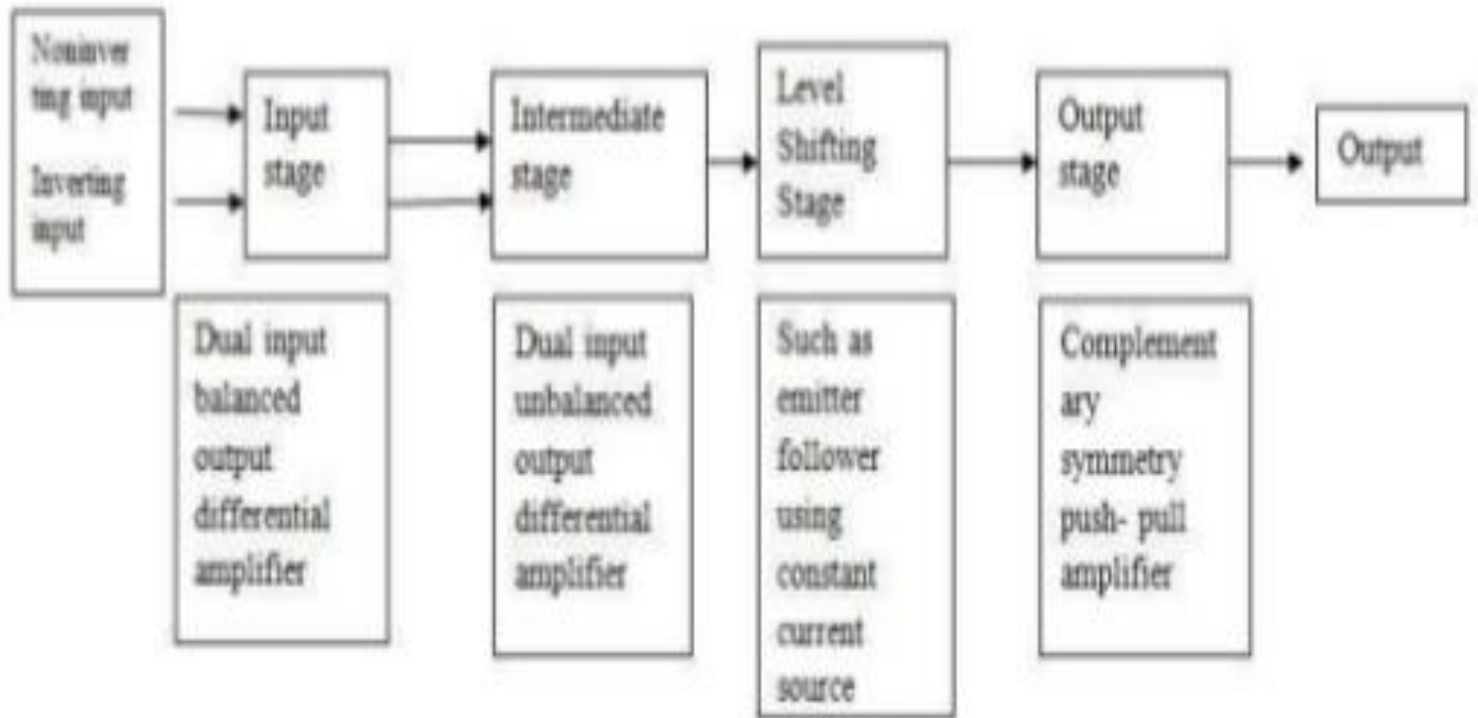 Noninver
ting input
Inverting
input
Input
stage
Intermediate
stage
Level
Shifting
Stage
Output
stage
Output
Dual input
balanced
output
differential
amplifier
Dual input
unbalanced
output
differential
amplifier
Such as
emitter
follower
using
constant
current
source
Complement
ary
symmetry
push- pull
amplifier